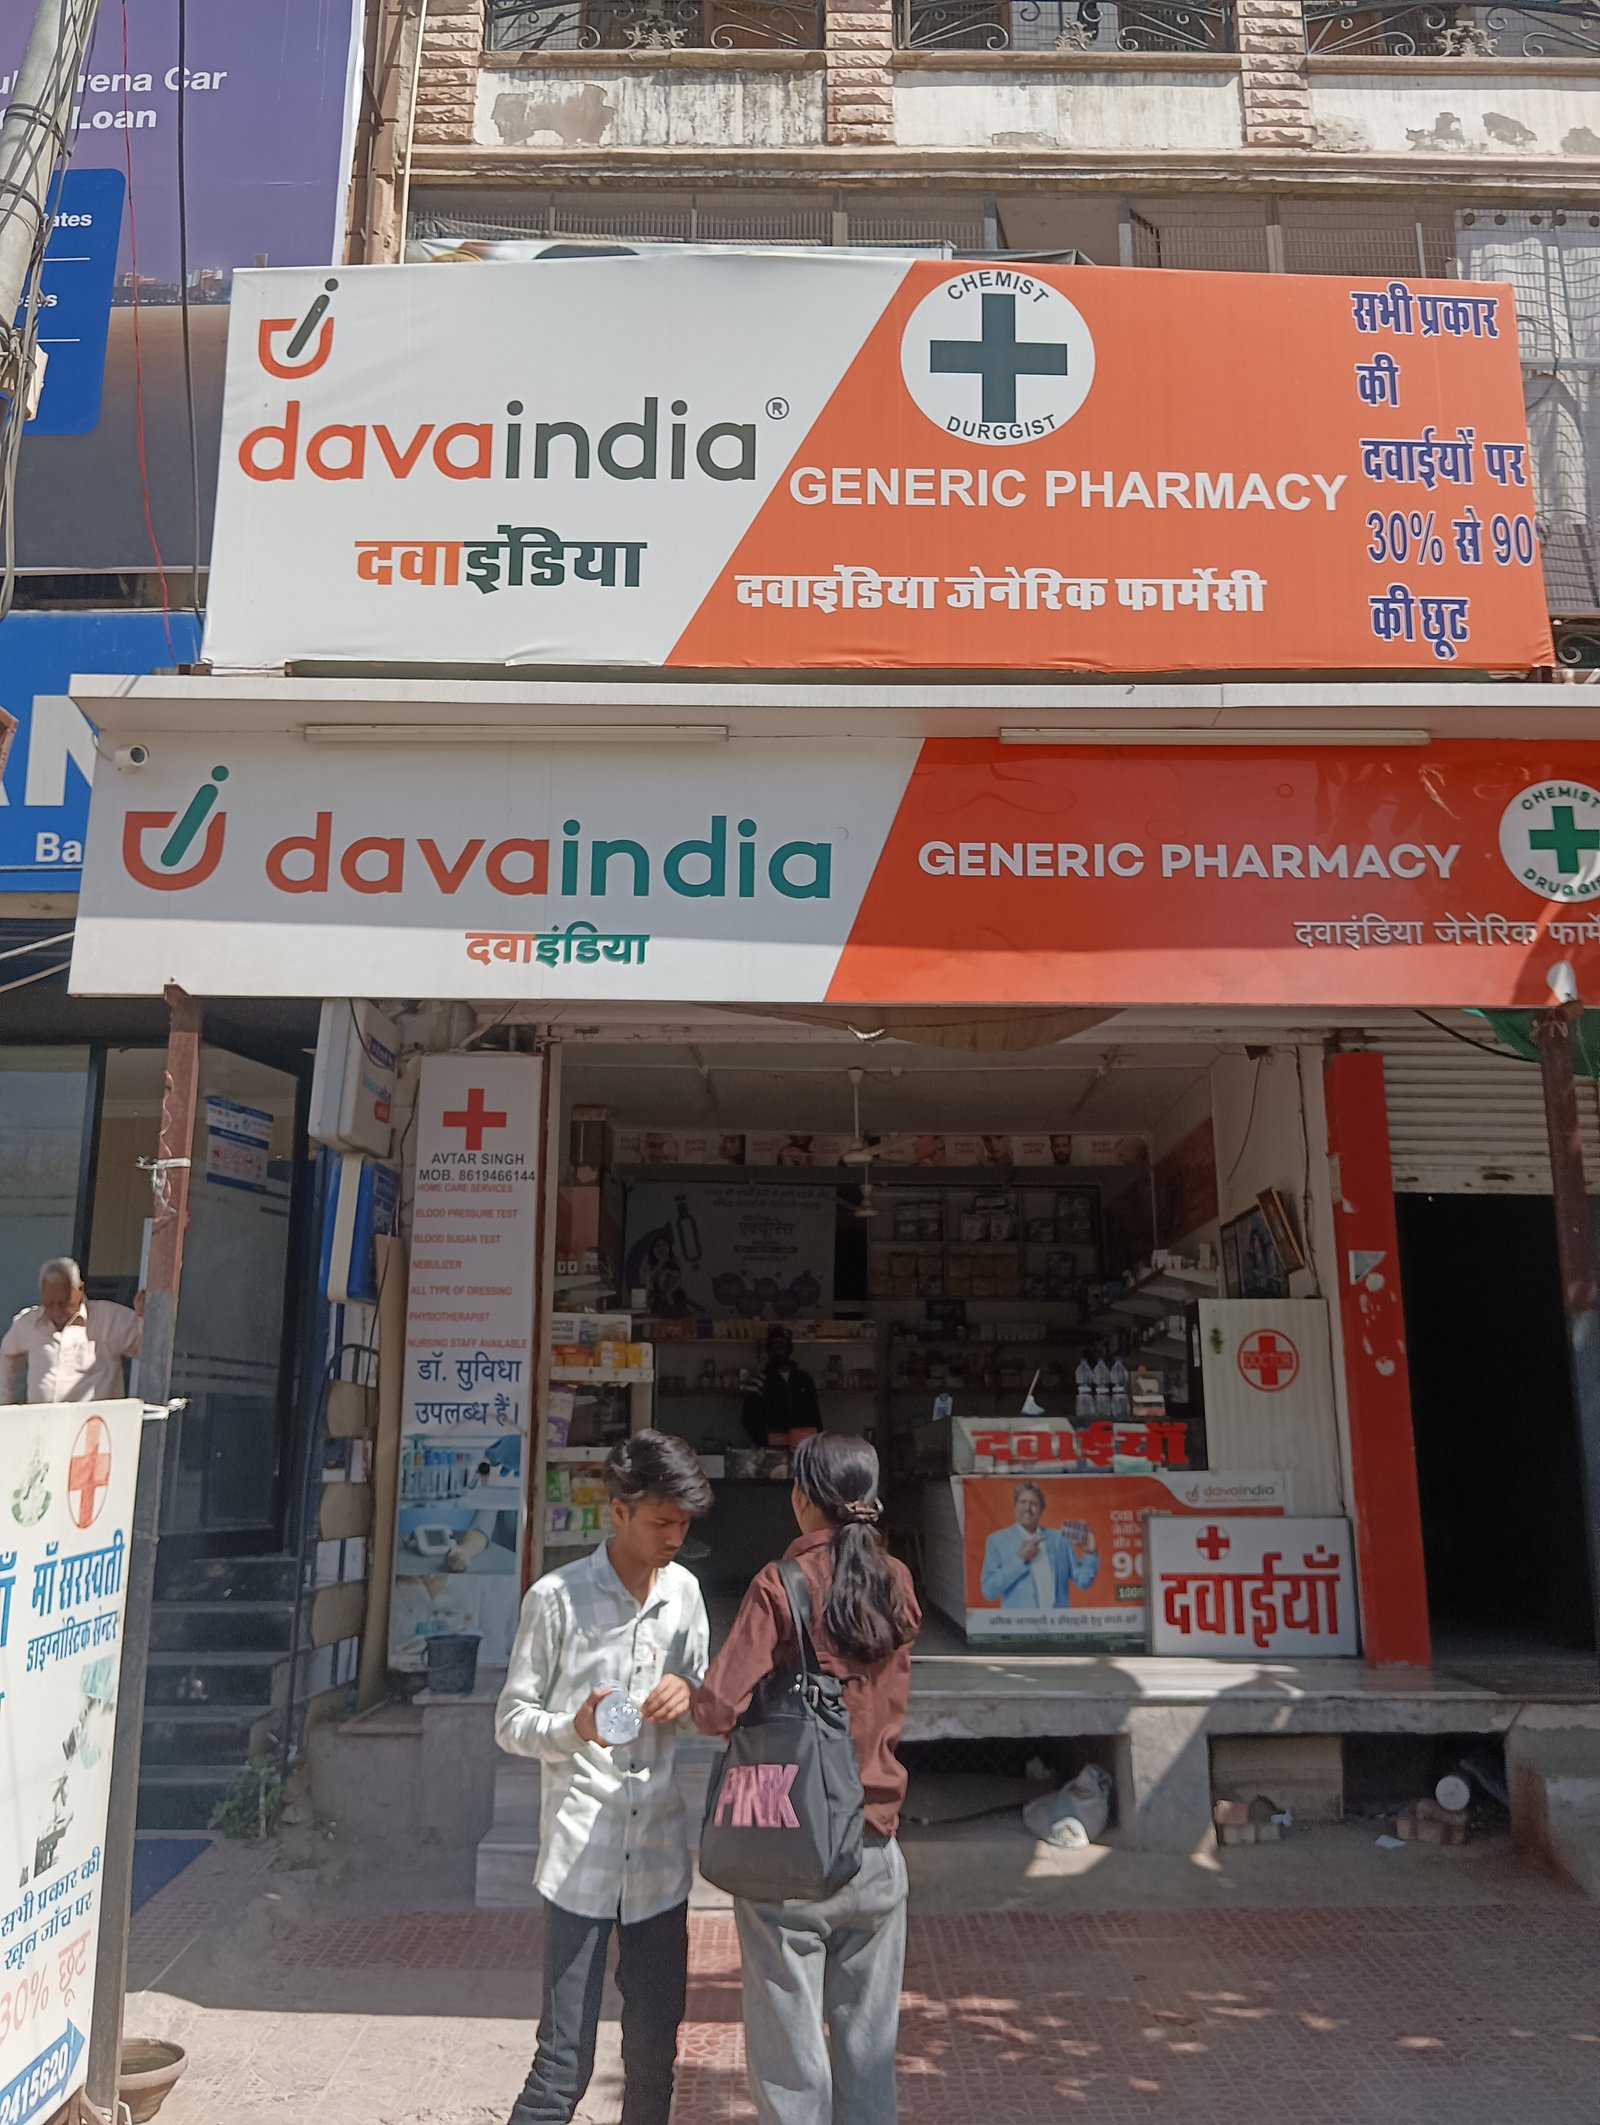 rena Car
Loan
CHEMIST
DURGGIST
davaindia®
दवाइंडिया
GENERIC PHARMACY
दवाइंडिया जेनेरिक फार्मेसी
सभी प्रकार
की
दवाईयों पर
30% से 90
की छूट
Ba
davaindia
दवाइंडिया
GENERIC PHARMACY
CHEMIST
दवाइंडिया जेनेरिक
AVTAR SINGH
MOB. 8619466144
HOME CARE SERVICES
BLOOD PRESSURE TEST
BLOOD SUGAR TEST
NEBULIZER
ALL TYPE OF DRESSING
PHYSIOTHERAPIST
NURSING STAFF AVAILABLE
डॉ. सुविधा
उपलब्ध हैं।
DOCTOR
दवाईयाँ
davaindia
दवाईयाँ
PINK
माँ सरस्वती
डाइग्नोस्टिक सेन्टर
सभी प्रकार की
खून जाँच पर
30% छूट
2415620